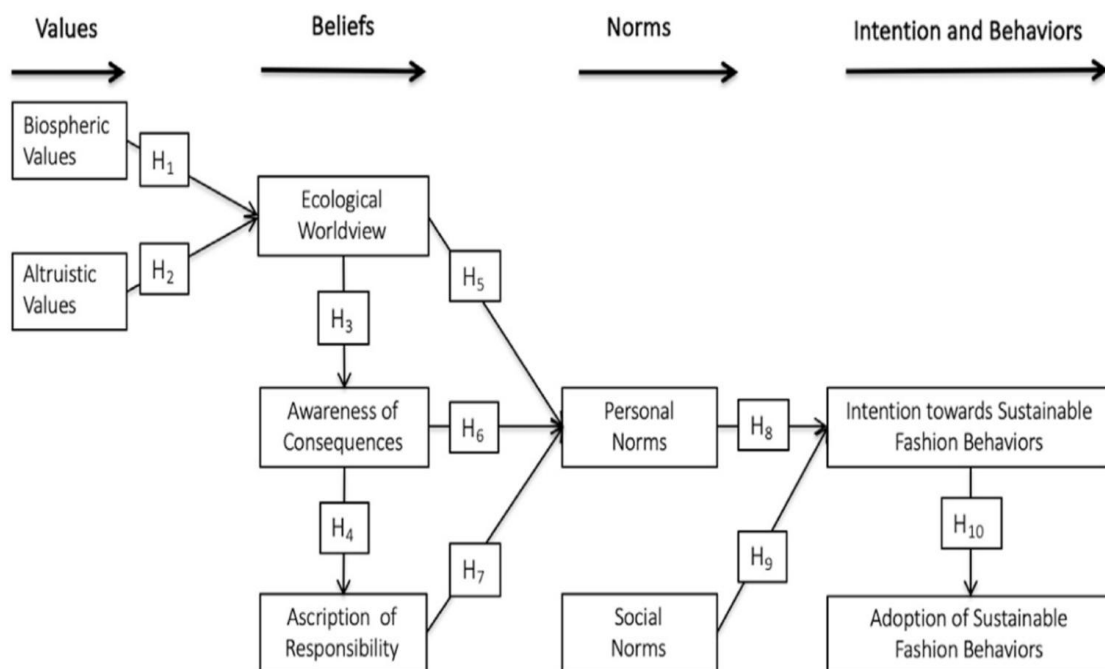 Values
Beliefs
Norms
Intention and Behaviors
Biospheric
Values
H₁
Ecological
Worldview
Altruistic
Values
H₂
H₅
H₃
Awareness of
Consequences
H₆
Personal
Norms
H₈
Intention towards Sustainable
Fashion Behaviors
H₄
H₇
H₉
H₁₀
Ascription of
Responsibility
Social
Norms
Adoption of Sustainable
Fashion Behaviors